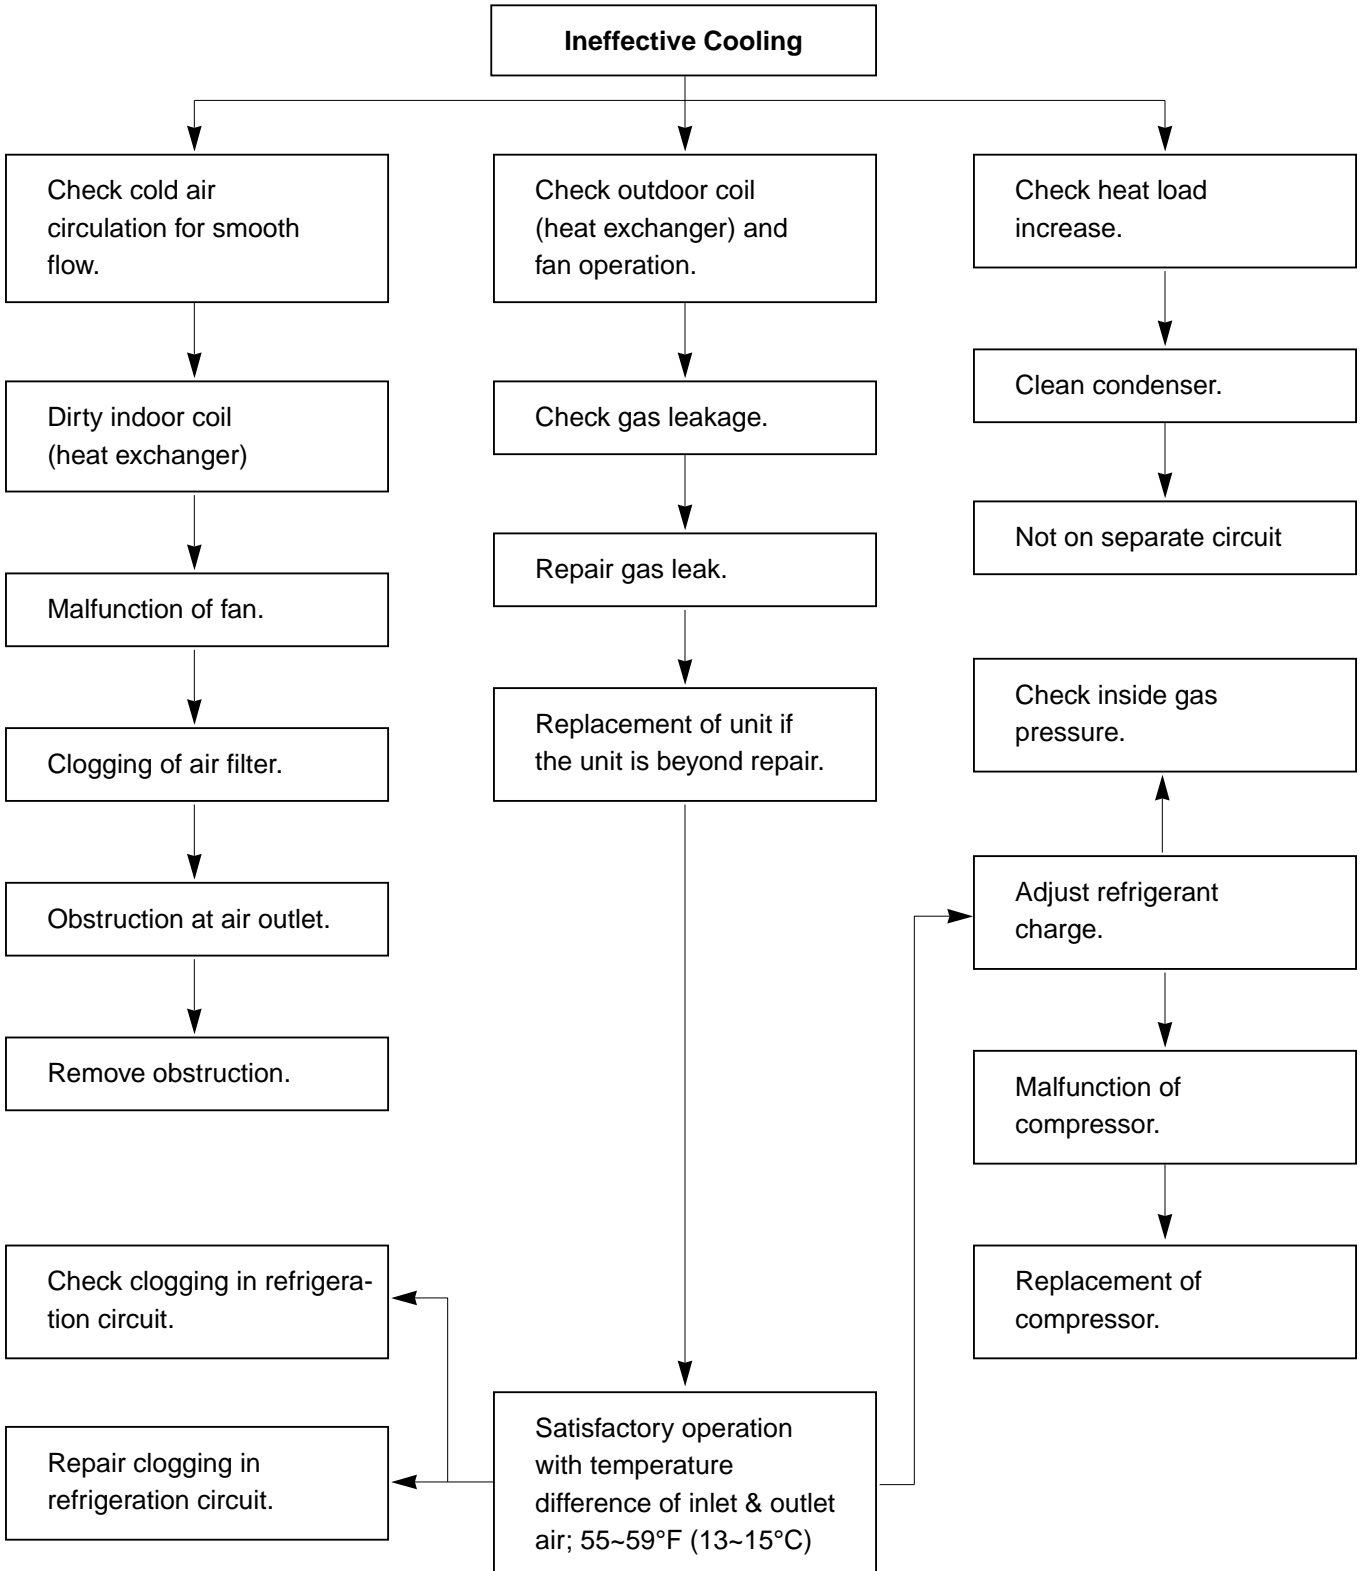 Ineffective Cooling
Check cold air
circulation for smooth
flow.
Dirty indoor coil
(heat exchanger)
Malfunction of fan.
Clogging of air filter.
Obstruction at air outlet.
Remove obstruction.
Check clogging in refrigera-
tion circuit.
Repair clogging in
refrigeration circuit.
Check outdoor coil
(heat exchanger) and
fan operation.
Check gas leakage.
Repair gas leak.
Replacement of unit if
the unit is beyond repair.
Satisfactory operation
with temperature
difference of inlet & outlet
air; 55~59°F (13~15°C)
Check heat load
increase.
Clean condenser.
Not on separate circuit
Check inside gas
pressure.
Adjust refrigerant
charge.
Malfunction of
compressor.
Replacement of
compressor.